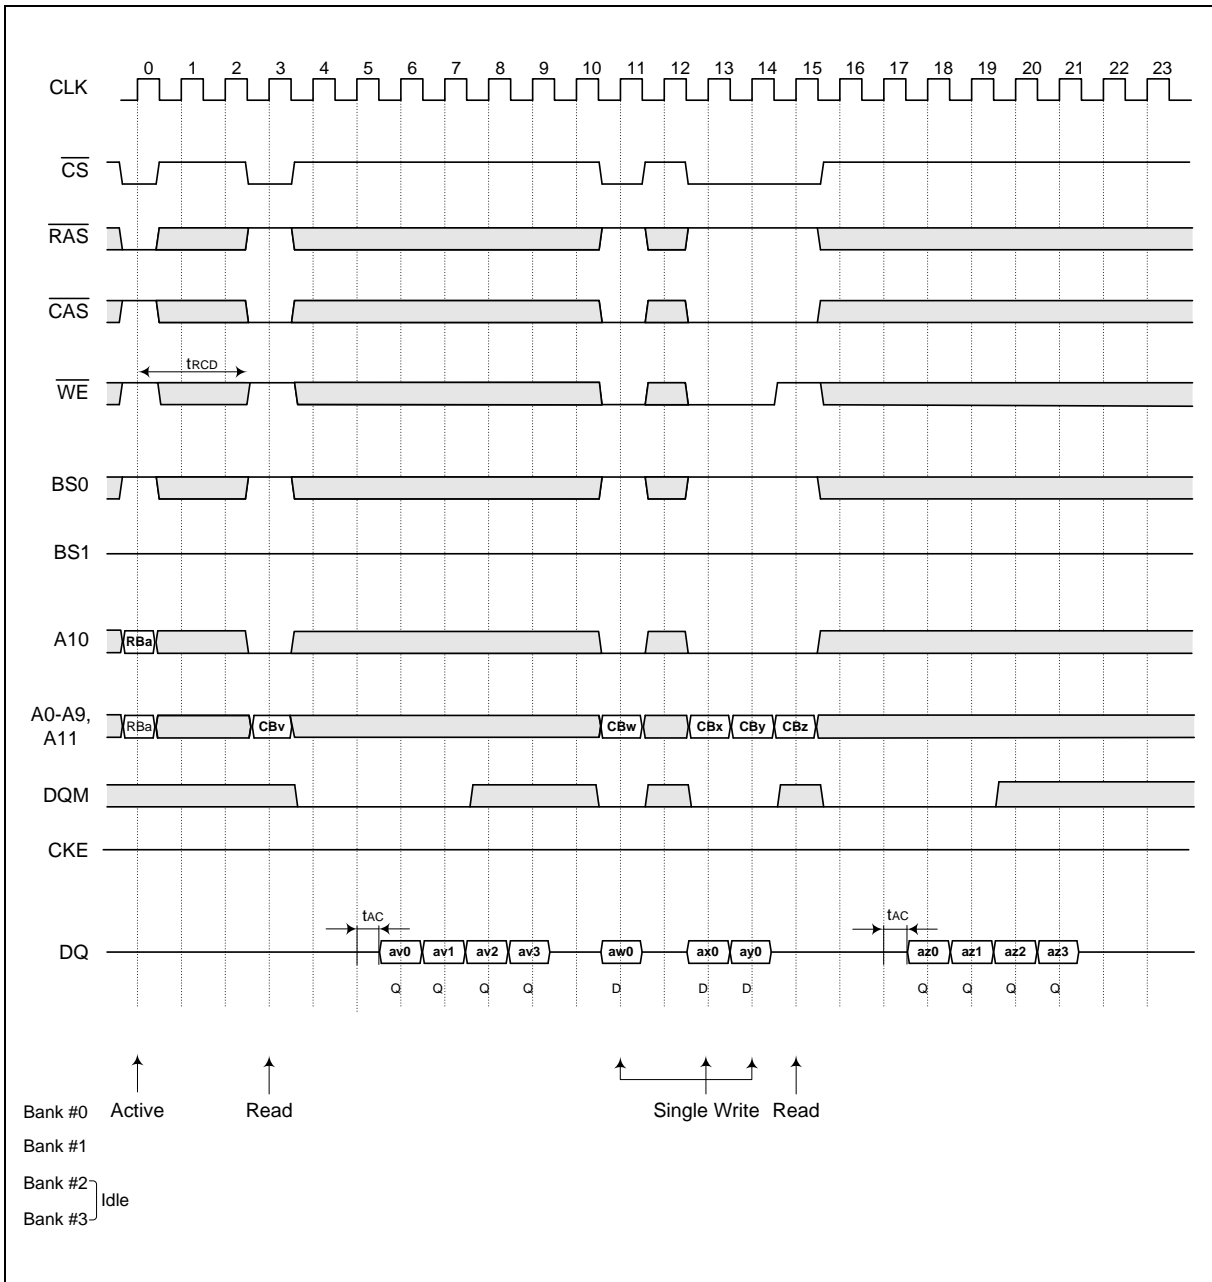 0 1 2 3 4 5 6 7 8 9 10 11 12 13 14 15 16 17 18 19 20 21 22 23
CLK
CS
RAS
CAS
tRCD
WE
BS0
BS1
A10 RBa
A0-A9,
A11
RBa CBv CBw CBx CBy CBz
DQM
CKE
tAC tAC
DQ av0 av1 av2 av3 aw0 ax0 ay0 az0 az1 az2 az3
Q Q Q Q D D D Q Q Q Q
Bank #0 Active Read Single Write Read
Bank #1
Bank #2
Idle
Bank #3